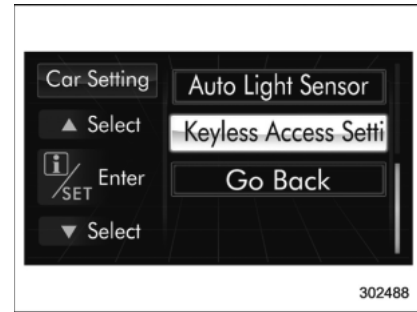 Car Setting
▲ Select
i/SET Enter
▼ Select
Auto Light Sensor
Keyless Access Setti
Go Back
302488